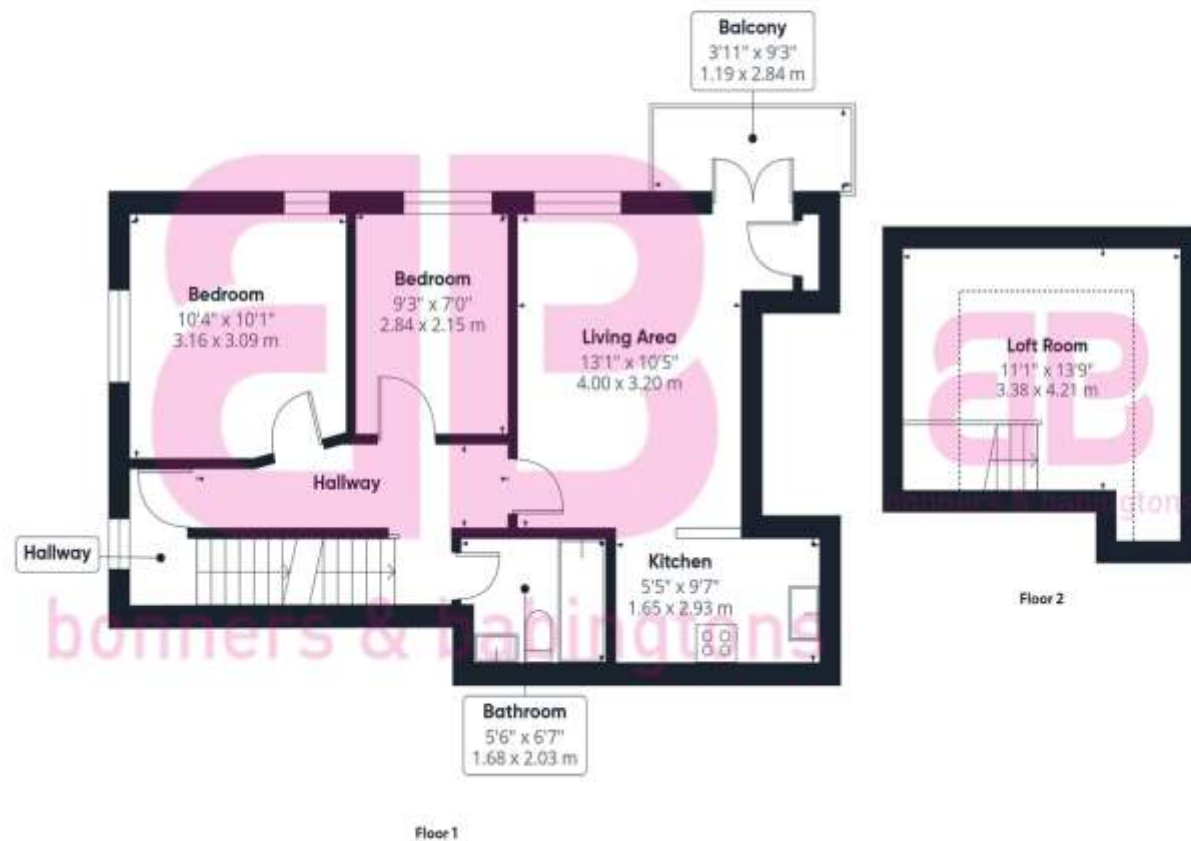 Balcony
3'11" x 9'3"
1.19 x 2.84 m
Bedroom
10'4" x 10'1"
3.16 x 3.09 m
Bedroom
9'3" x 7'0"
2.84 x 2.15 m
Living Area
13'1" x 10'5"
4.00 x 3.20 m
Loft Room
11'1" x 13'9"
3.38 x 4.21 m
Hallway
Hallway
Kitchen
5'5" x 9'7"
1.65 x 2.93 m
Bathroom
5'6" x 6'7"
1.68 x 2.03 m
Floor 1
Floor 2
bonners & babingtons
bonners & babingtons